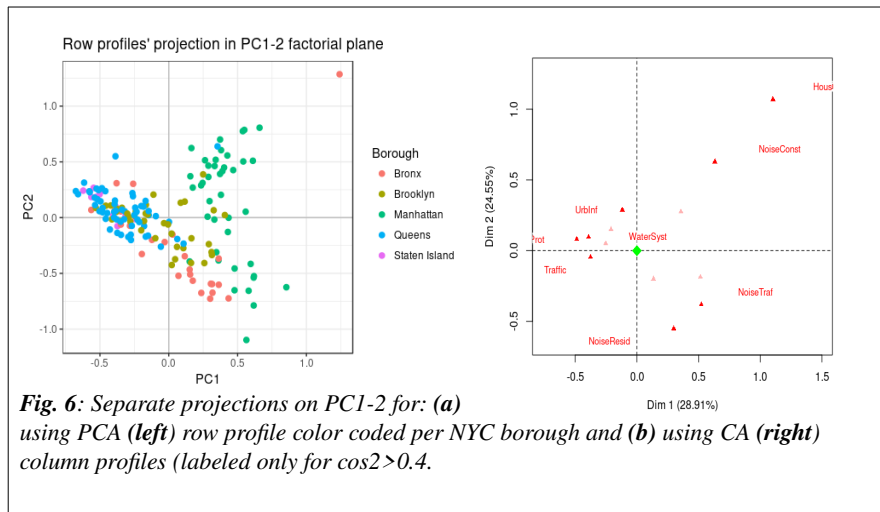 Row profiles' projection in PC1-2 factorial plane
1.0
0.5
0.0
-0.5
-1.0
PC2
-0.5
0.0
0.5
1.0
PC1
Borough
Bronx
Brooklyn
Manhattan
Queens
Staten Island
Dim 2 (24.55%)
1.0
0.5
0.0
-0.5
Hous
NoiseConst
UrbInf
WaterSyst
Prot
Traffic
NoiseTraf
NoiseResid
-0.5
0.0
0.5
1.0
1.5
Dim 1 (28.91%)
Fig. 6: Separate projections on PC1-2 for: (a)
using PCA (left) row profile color coded per NYC borough and (b) using CA (right)
column profiles (labeled only for cos2>0.4.